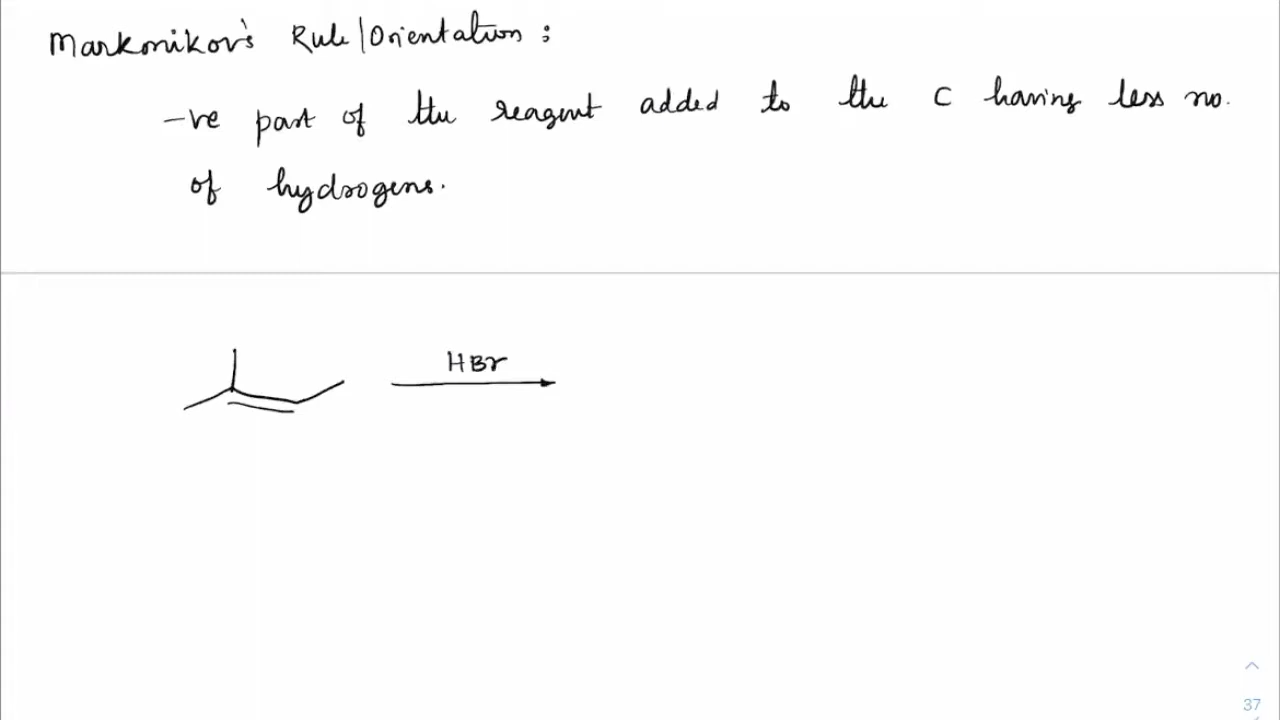 Markonikov's Rule/Orientation :
-ve part of the reagent added to the C having less no.
of hydrogens.
HBr
37